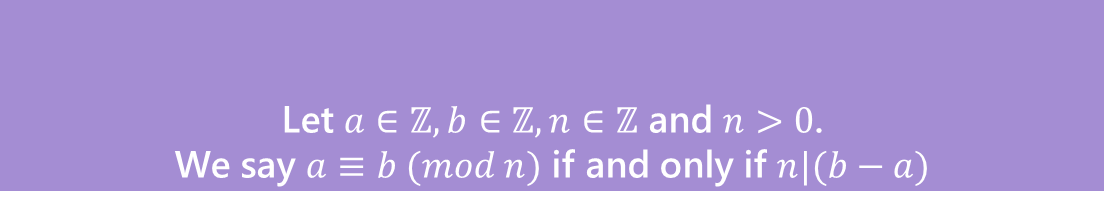 Let 𝑎 ∈ ℤ, 𝑏 ∈ ℤ, 𝑛 ∈ ℤ and 𝑛 > 0.
We say 𝑎 ≡ 𝑏 (𝑚𝑜𝑑 𝑛) if and only if 𝑛|(𝑏 − 𝑎)